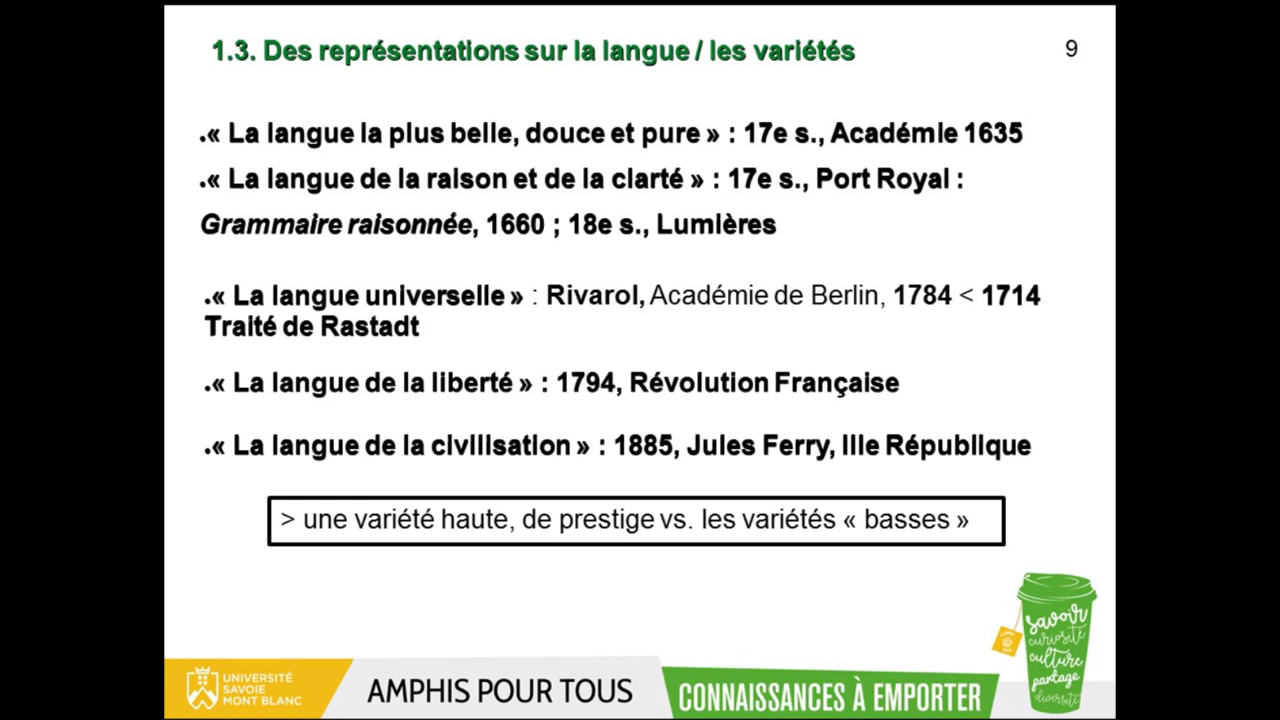 1.3. Des représentations sur la langue / les variétés
9
.« La langue la plus belle, douce et pure » : 17e s., Académie 1635
.« La langue de la raison et de la clarté » : 17e s., Port Royal :
Grammaire raisonnée, 1660 ; 18e s., Lumières
.« La langue universelle » : Rivarol, Académie de Berlin, 1784 < 1714
Traité de Rastadt
.« La langue de la liberté » : 1794, Révolution Française
.« La langue de la civilisation » : 1885, Jules Ferry, IIIe République
> une variété haute, de prestige vs. les variétés « basses »
savoir
curiosité
culture
partage
diversité
UNIVERSITÉ
SAVOIE
MONT BLANC
AMPHIS POUR TOUS
CONNAISSANCES À EMPORTER